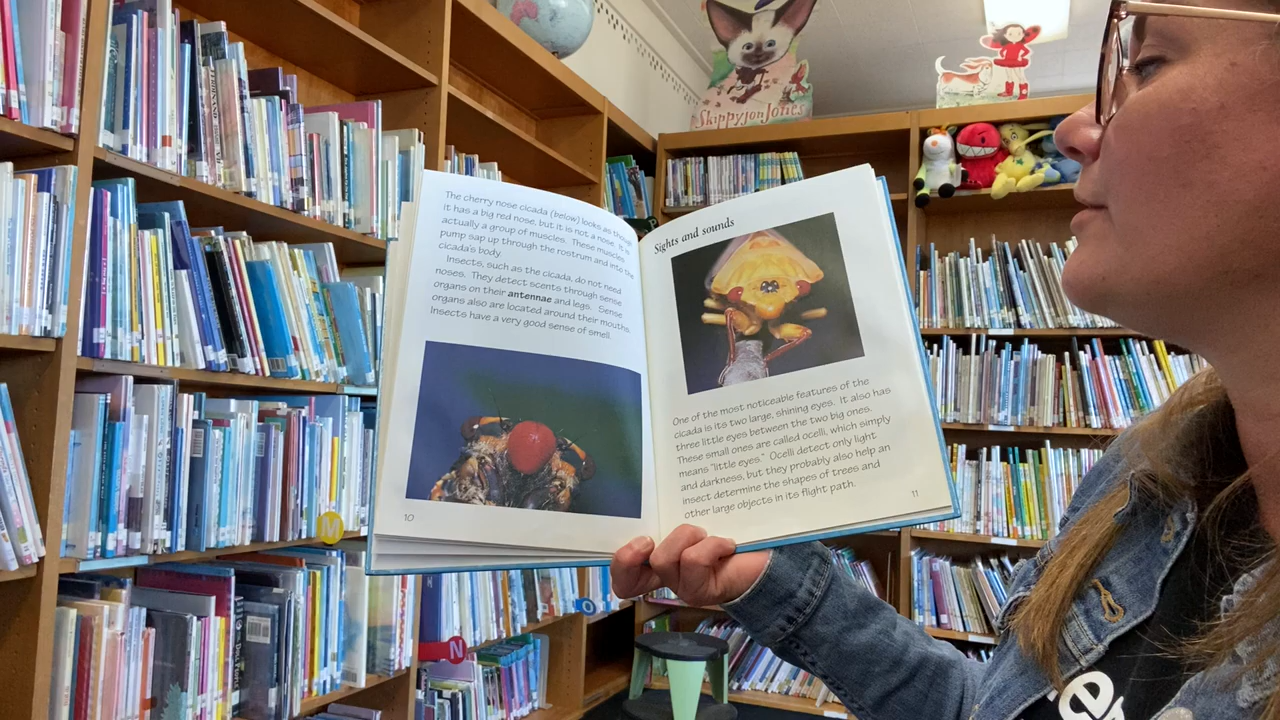 SkippyjonJones
The cherry nose cicada (below) looks as though
it has a big red nose, but it is not a nose. It is
actually a group of muscles. These muscles
pump sap up through the rostrum and into the
cicada's body.
Insects, such as the cicada, do not need
noses. They detect scents through sense
organs on their antennae and legs. Sense
organs also are located around their mouths.
Insects have a very good sense of smell.
10
Sights and sounds
One of the most noticeable features of the
cicada is its two large, shining eyes. It also has
three little eyes between the two big ones.
These small ones are called ocelli, which simply
means "little eyes." Ocelli detect only light
and darkness, but they probably also help an
insect determine the shapes of trees and
other large objects in its flight path.
11
N
O
N